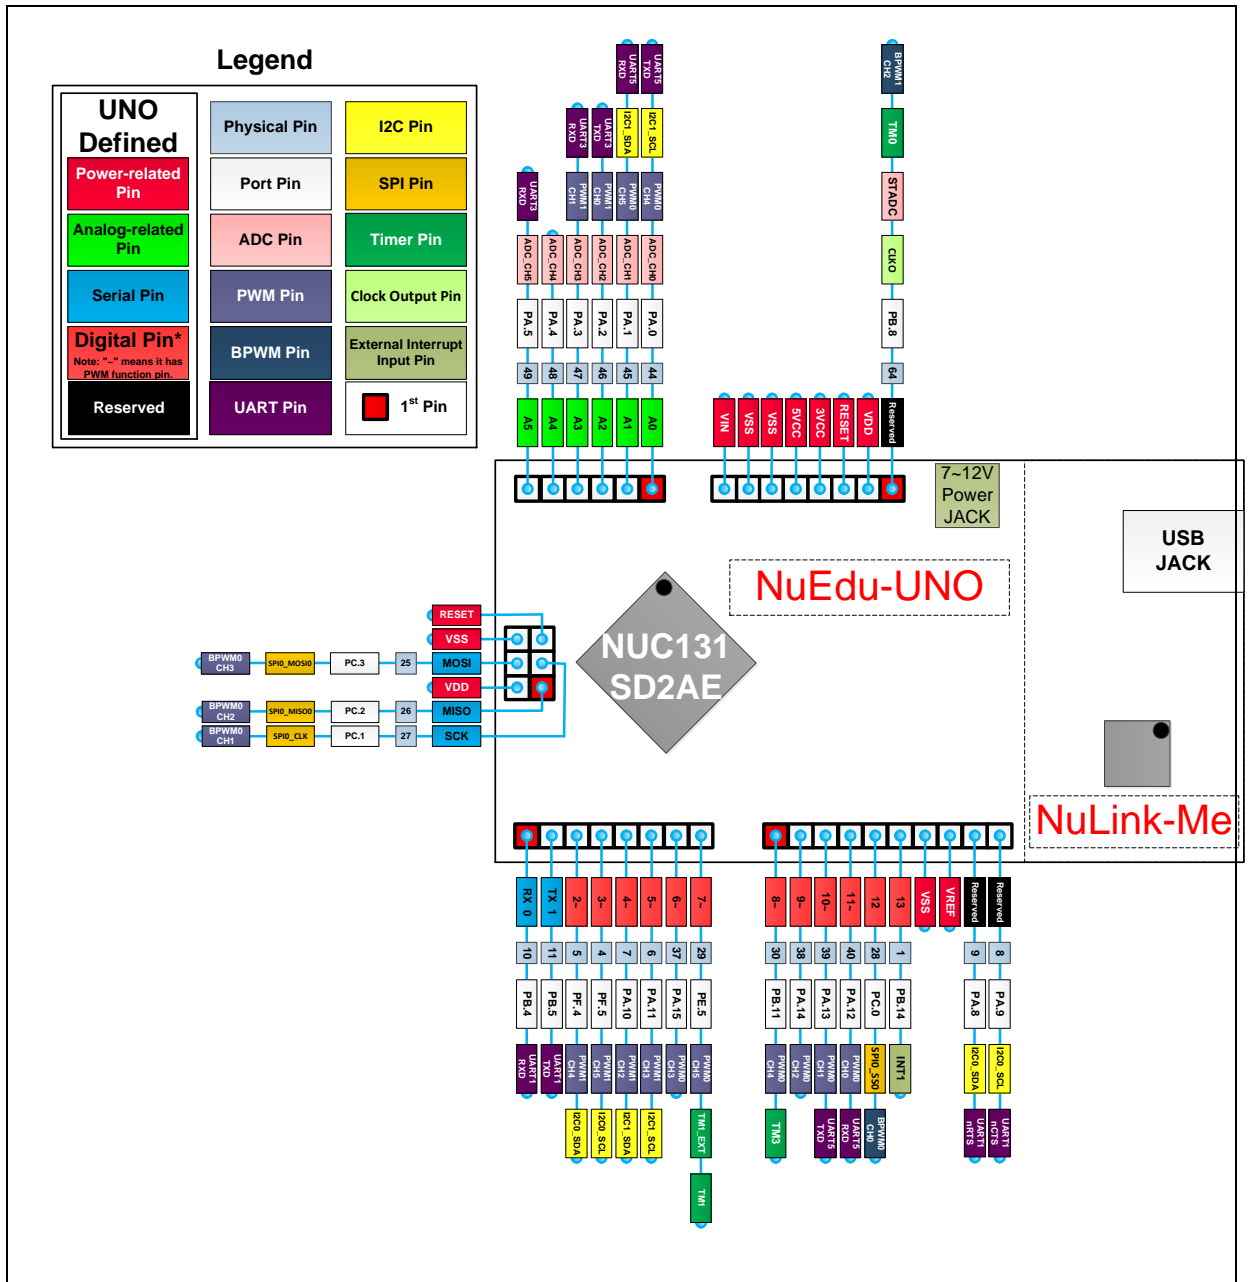 Legend
UNO
Defined
Power-related
Pin
Analog-related
Pin
Serial Pin
Digital Pin*
Note: "~" means it has
PWM function pin.
Reserved
Physical Pin
Port Pin
ADC Pin
PWM Pin
BPWM Pin
UART Pin
I2C Pin
SPI Pin
Timer Pin
Clock Output Pin
External Interrupt
Input Pin
1st Pin
UART3
RXD
ADC_CH5
PA.5
49
A5
ADC_CH4
PA.4
48
A4
UART3
RXD
PWM1
CH1
ADC_CH3
PA.3
47
A3
UART3
TXD
PWM1
CH0
ADC_CH2
PA.2
46
A2
UART5
RXD
I2C1_SDA
PWM0
CH5
ADC_CH1
PA.1
45
A1
UART5
TXD
I2C1_SCL
PWM0
CH4
ADC_CH0
PA.0
44
A0
VIN
VSS
VSS
5VCC
3VCC
RESET
VDD
BPWM1
CH2
TM0
STADC
CLKO
PB.8
64
Reserved
7~12V
Power
JACK
USB
JACK
NuEdu-UNO
NUC131
SD2AE
NuLink-Me
RESET
VSS
BPWM0
CH3
SPI0_MOSI0
PC.3
25
MOSI
VDD
BPWM0
CH2
SPI0_MISO0
PC.2
26
MISO
BPWM0
CH1
SPI0_CLK
PC.1
27
SCK
RX 0
10
PB.4
UART1
RXD
TX 1
11
PB.5
UART1
TXD
2~
5
PF.4
PWM1
CH4
I2C0_SDA
3~
4
PF.5
PWM1
CH5
I2C0_SCL
4~
7
PA.10
PWM1
CH2
I2C1_SDA
5~
6
PA.11
PWM1
CH3
I2C1_SCL
6~
37
PA.15
PWM0
CH3
7~
29
PE.5
PWM0
CH5
TM1_EXT
TM1
8~
30
PB.11
PWM0
CH4
TM3
9~
38
PA.14
PWM0
CH2
10~
39
PA.13
PWM0
CH1
UART5
TXD
11~
40
PA.12
PWM0
CH0
UART5
RXD
12
28
PC.0
SPI0_SS0
BPWM0
CH0
13
1
PB.14
INT1
VSS
VREF
Reserved
9
PA.8
I2C0_SDA
UART1
nRTS
Reserved
8
PA.9
I2C0_SCL
UART1
nCTS